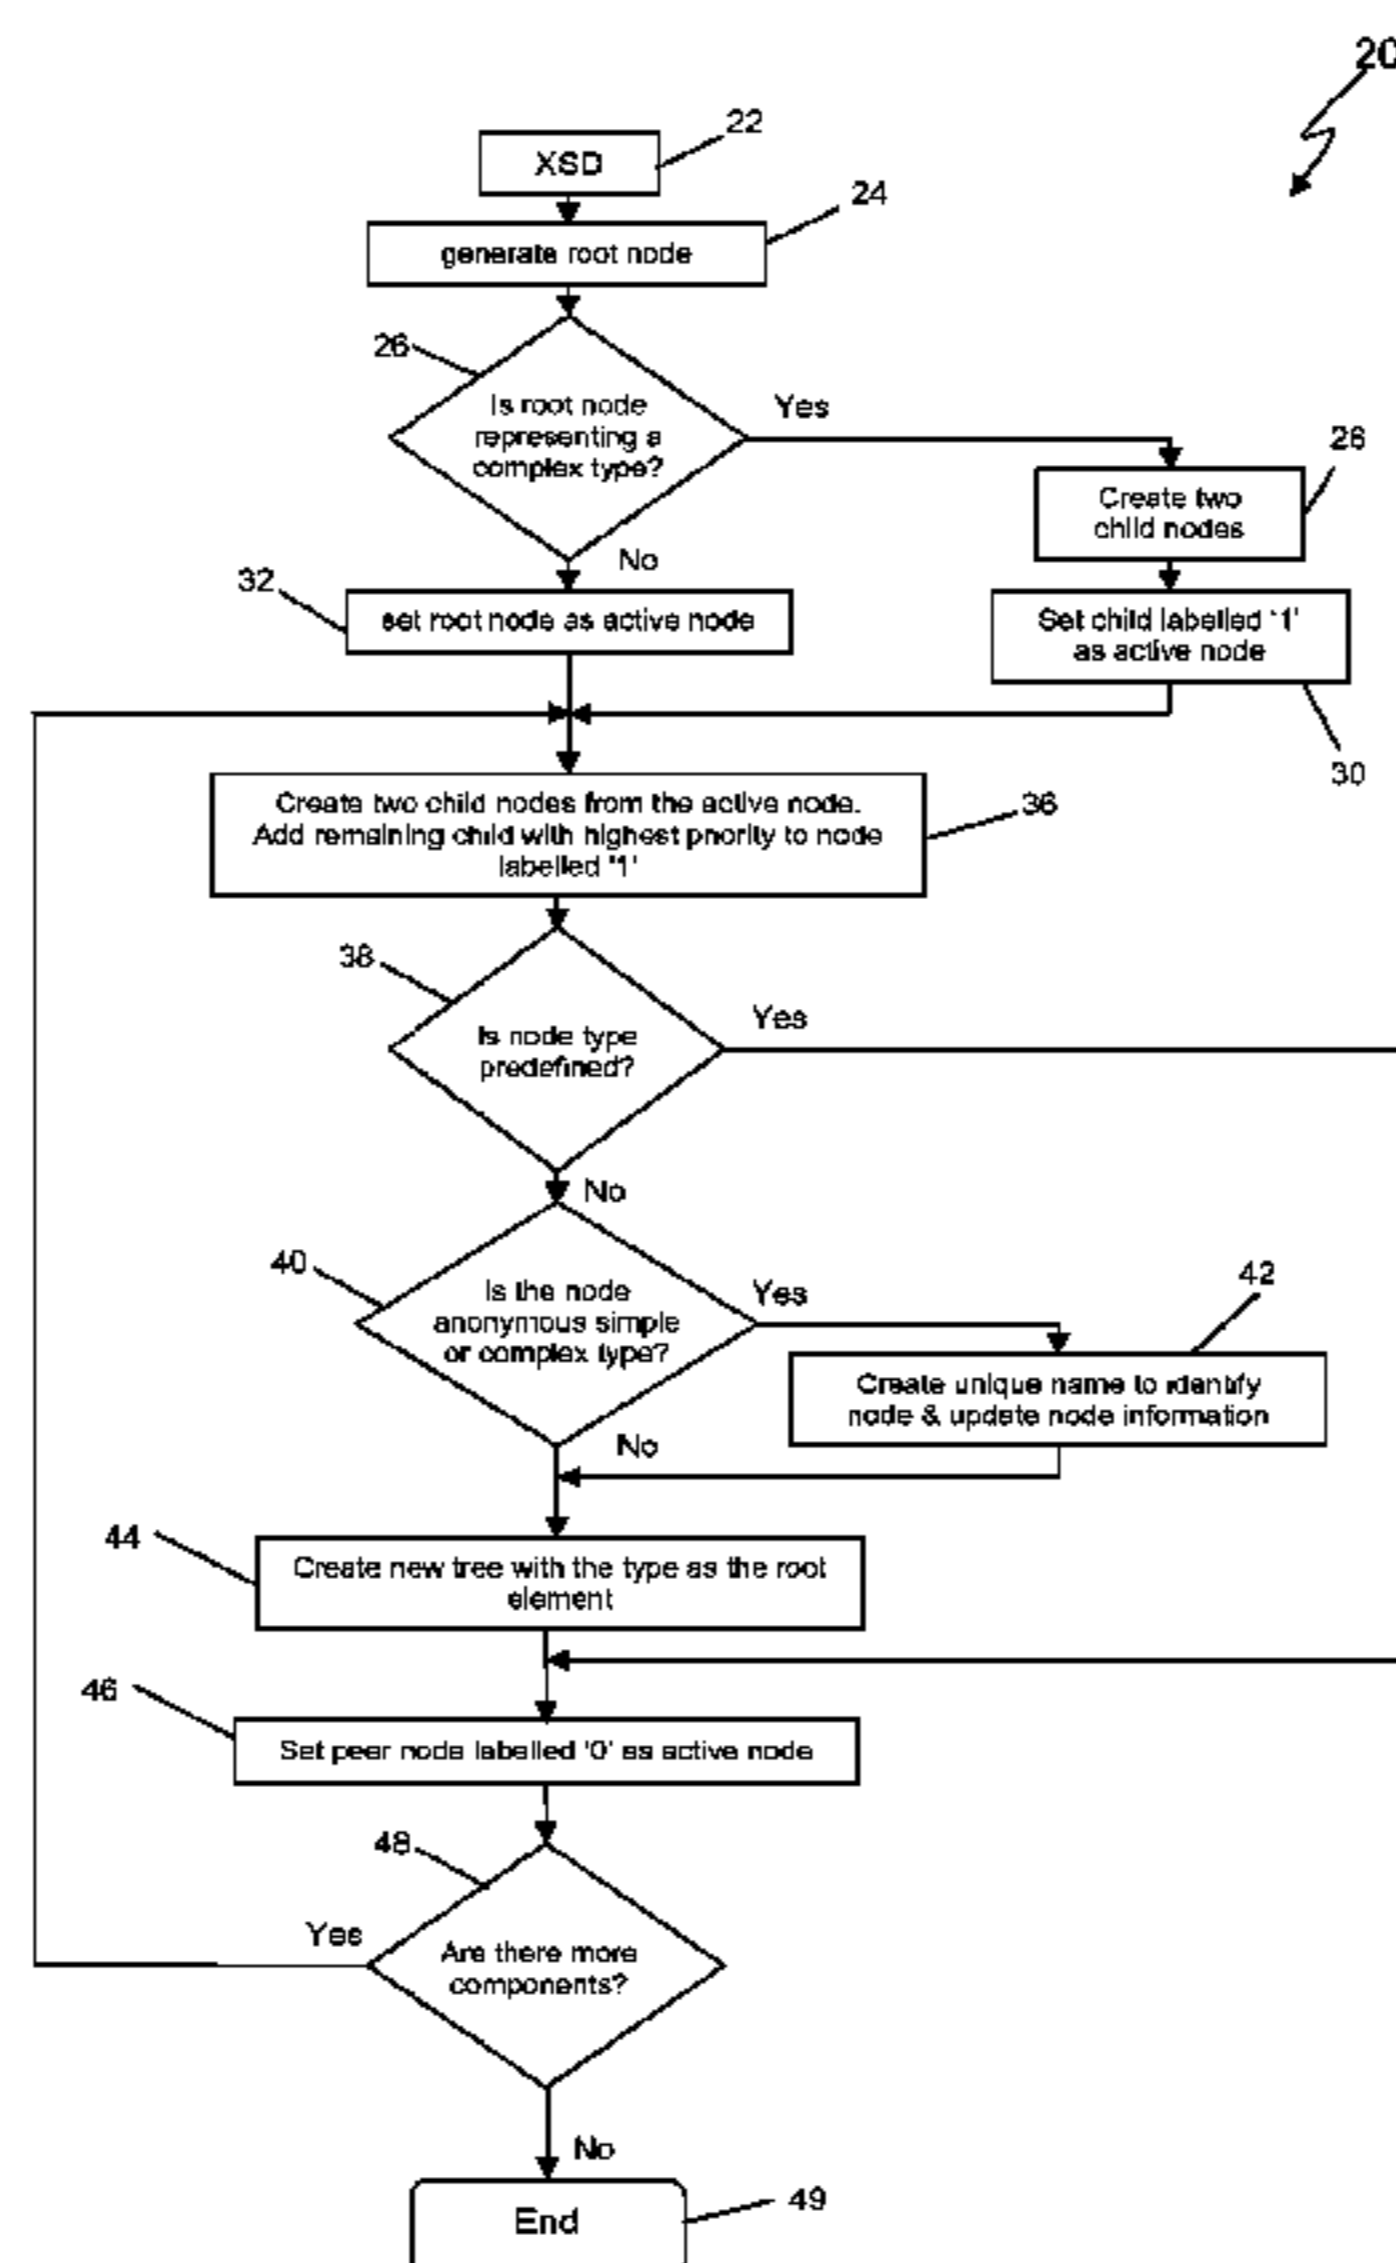 20
22
XSD
24
generate root node
26
Is root node
representing a
complex type?
Yes
26
Create two
child nodes
No
32
set root node as active node
Set child labelled '1'
as active node
30
Create two child nodes from the active node.
Add remaining child with highest priority to node
labelled '1'
36
38
Is node type
predefined?
Yes
No
40
Is the node
anonymous simple
or complex type?
Yes
42
Create unique name to identify
node & update node information
No
44
Create new tree with the type as the root
element
46
Set peer node labelled '0' as active node
48
Yes
Are there more
components?
No
End
49